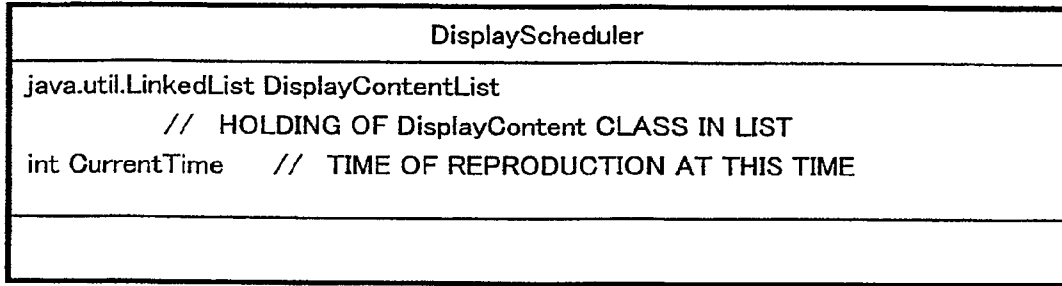 DisplayScheduler
java.util.LinkedList DisplayContentList
// HOLDING OF DisplayContent CLASS IN LIST
int CurrentTime // TIME OF REPRODUCTION AT THIS TIME